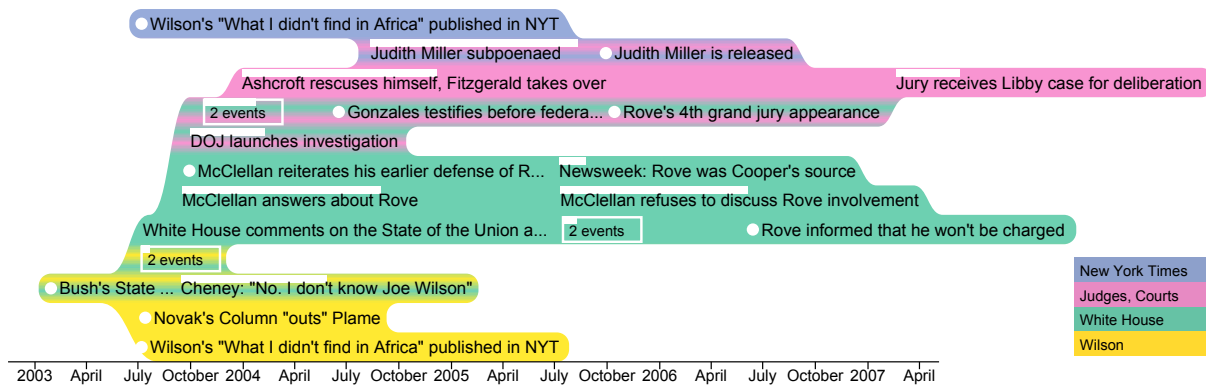 Wilson's "What I didn't find in Africa" published in NYT
Judith Miller subpoenaed
Judith Miller is released
Ashcroft rescuses himself, Fitzgerald takes over
Jury receives Libby case for deliberation
2 events
Gonzales testifies before federa...
Rove's 4th grand jury appearance
DOJ launches investigation
McClellan reiterates his earlier defense of R...
Newsweek: Rove was Cooper's source
McClellan answers about Rove
McClellan refuses to discuss Rove involvement
White House comments on the State of the Union a...
2 events
Rove informed that he won't be charged
2 events
Bush's State ...
Cheney: "No. I don't know Joe Wilson"
Novak's Column "outs" Plame
Wilson's "What I didn't find in Africa" published in NYT
New York Times
Judges, Courts
White House
Wilson
2003 April July October 2004 April July October 2005 April July October 2006 April July October 2007 April